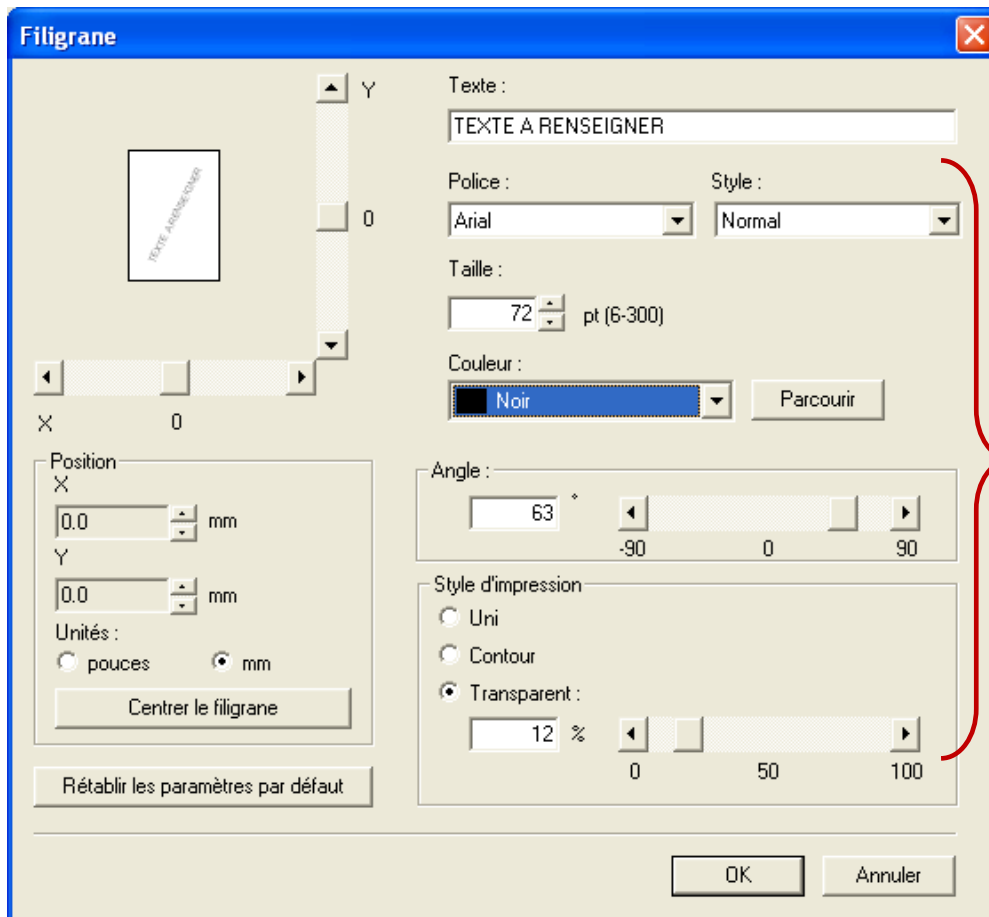 Filigrane
Y
0
X 0
TEXTE A RENSEIGNER
Texte :
TEXTE A RENSEIGNER
Police : Style :
Arial Normal
Taille :
72 pt (6-300)
Couleur :
Noir Parcourir
Position
X
0.0 mm
Y
0.0 mm
Unités :
pouces mm
Centrer le filigrane
Rétablir les paramètres par défaut
Angle :
63 °
-90 0 90
Style d'impression
Uni
Contour
Transparent :
12 %
0 50 100
OK Annuler